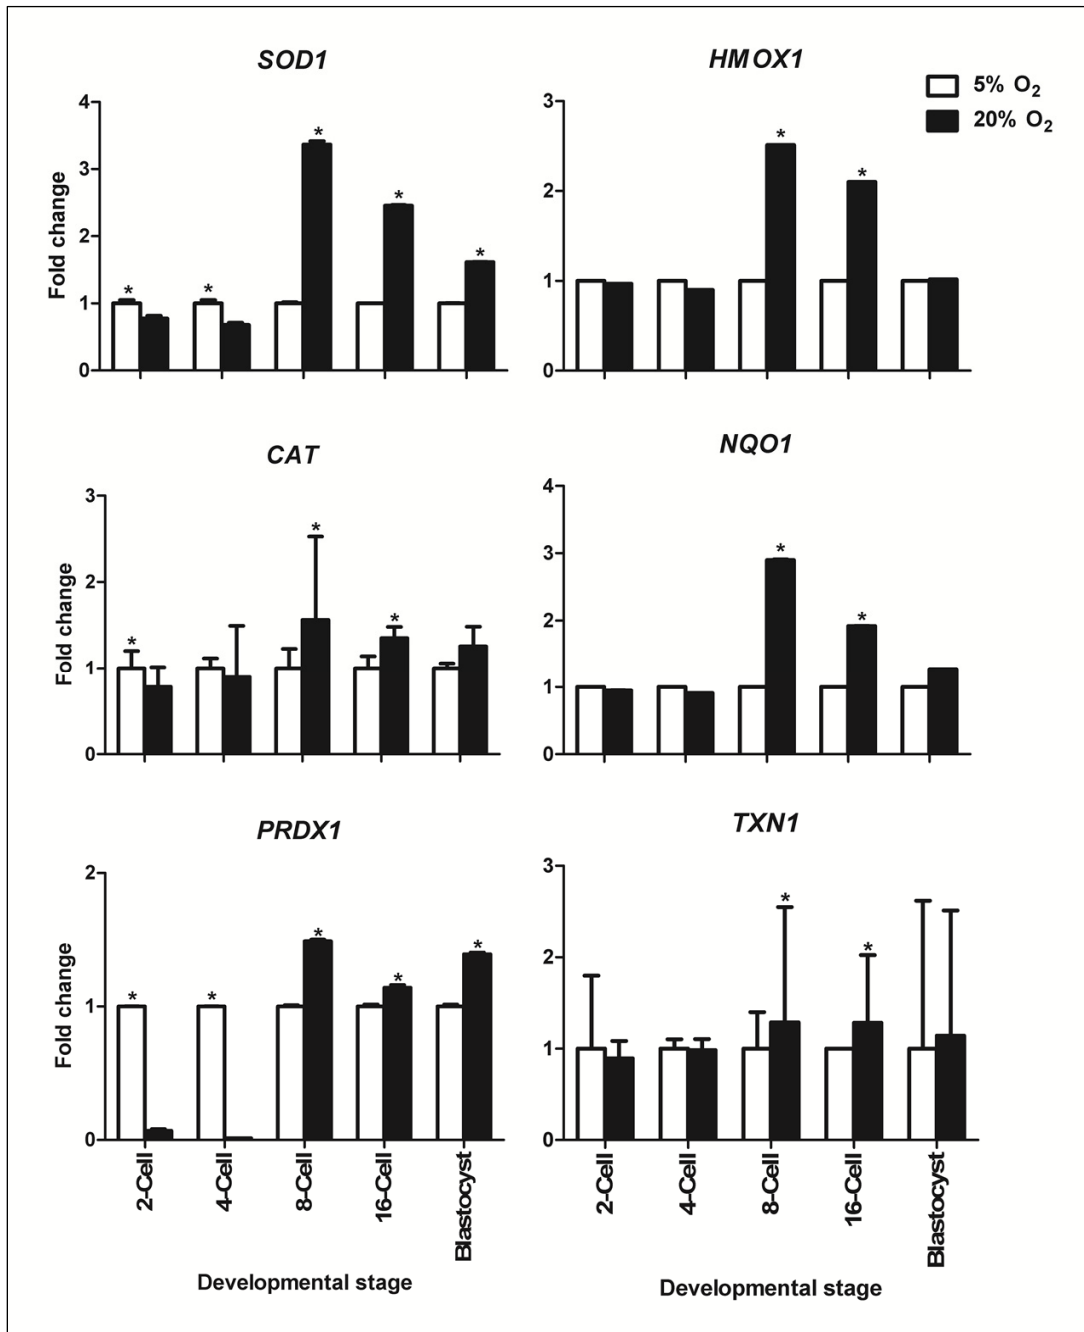 SOD1
4
3
2
1
0
Fold change
*
*
*
*
*
HMOX1
3
2
1
0
*
*
5% O₂
20% O₂
CAT
3
2
1
0
Fold change
*
*
*
NQO1
4
3
2
1
0
*
*
PRDX1
2
1
0
Fold change
*
*
*
*
*
2-Cell
4-Cell
8-Cell
16-Cell
Blastocyst
Developmental stage
TXN1
3
2
1
0
*
*
2-Cell
4-Cell
8-Cell
16-Cell
Blastocyst
Developmental stage